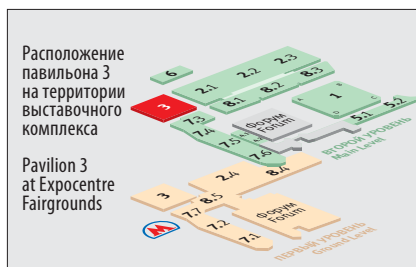 Расположение
павильона 3
на территории
выставочного
комплекса
Pavilion 3
at Expocentre
Fairgrounds
6
2.1
2.2
2.3
3
8.1
8.2
8.3
1
A
B
C
D
7.3
7.4
7.5
7.6
Форум
Forum
5.1
5.2
ВТОРОЙ УРОВЕНЬ
Main Level
3
2.4
8.4
8.5
7.7
7.2
7.1
Форум
Forum
М
ПЕРВЫЙ УРОВЕНЬ
Ground Level